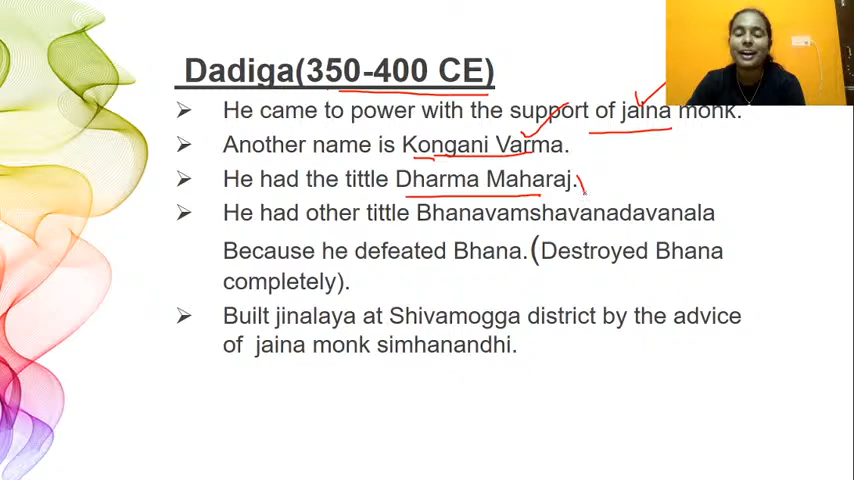 Dadiga(350-400 CE)
➤ He came to power with the support of jaina monk.
➤ Another name is Kongani Varma.
➤ He had the tittle Dharma Maharaj.
➤ He had other tittle Bhanavamshavanadavanala
Because he defeated Bhana.(Destroyed Bhana
completely).
➤ Built jinalaya at Shivamogga district by the advice
of jaina monk simhanandhi.